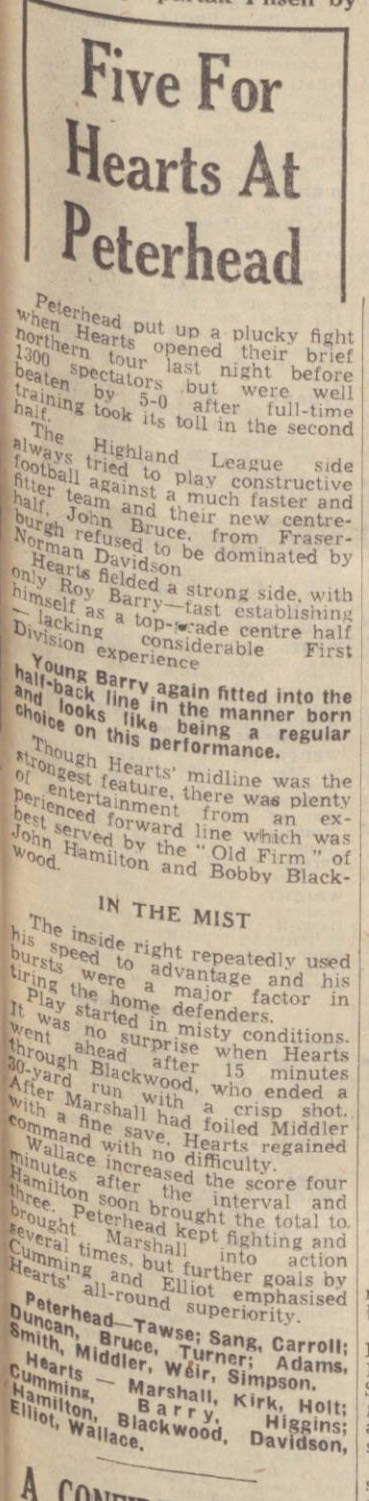 Spartak Pilsen by
Five For
Hearts At
Peterhead
Peterhead put up a plucky fight
when Hearts opened their brief
northern tour last night before
1300 spectators but were well
beaten by 5-0 after full-time
training took its toll in the second
half.
The Highland League side
always tried to play constructive
football against a much faster and
fitter team and their new centre-
half, John Bruce, from Fraser-
burgh refused to be dominated by
Norman Davidson
Hearts fielded a strong side, with
only Roy Barry—fast establishing
himself as a top-grade centre half
— lacking considerable First
Division experience
Young Barry again fitted into the
half-back line in the manner born
and looks like being a regular
choice on this performance.
Though Hearts' midline was the
strongest feature, there was plenty
of entertainment from an ex-
perienced forward line which was
best served by the "Old Firm" of
John Hamilton and Bobby Black-
wood.
IN THE MIST
The inside right repeatedly used
his speed to advantage and his
bursts were a major factor in
tiring the home defenders.
Play started in misty conditions.
It was no surprise when Hearts
went ahead after 15 minutes
through Blackwood, who ended a
30-yard run with a crisp shot.
After Marshall had foiled Middler
with a fine save, Hearts regained
command with no difficulty.
Wallace increased the score four
minutes after the interval and
Hamilton soon brought the total to
three. Peterhead kept fighting and
brought Marshall into action
several times, but further goals by
Cumming and Elliot emphasised
Hearts' all-round superiority.
Peterhead—Tawse; Sang, Carroll;
Duncan, Bruce, Turner; Adams,
Smith, Middler, Weir, Simpson.
Hearts — Marshall, Kirk, Holt;
Cumming, Barry, Higgins;
Hamilton, Blackwood, Davidson,
Elliot, Wallace.
A